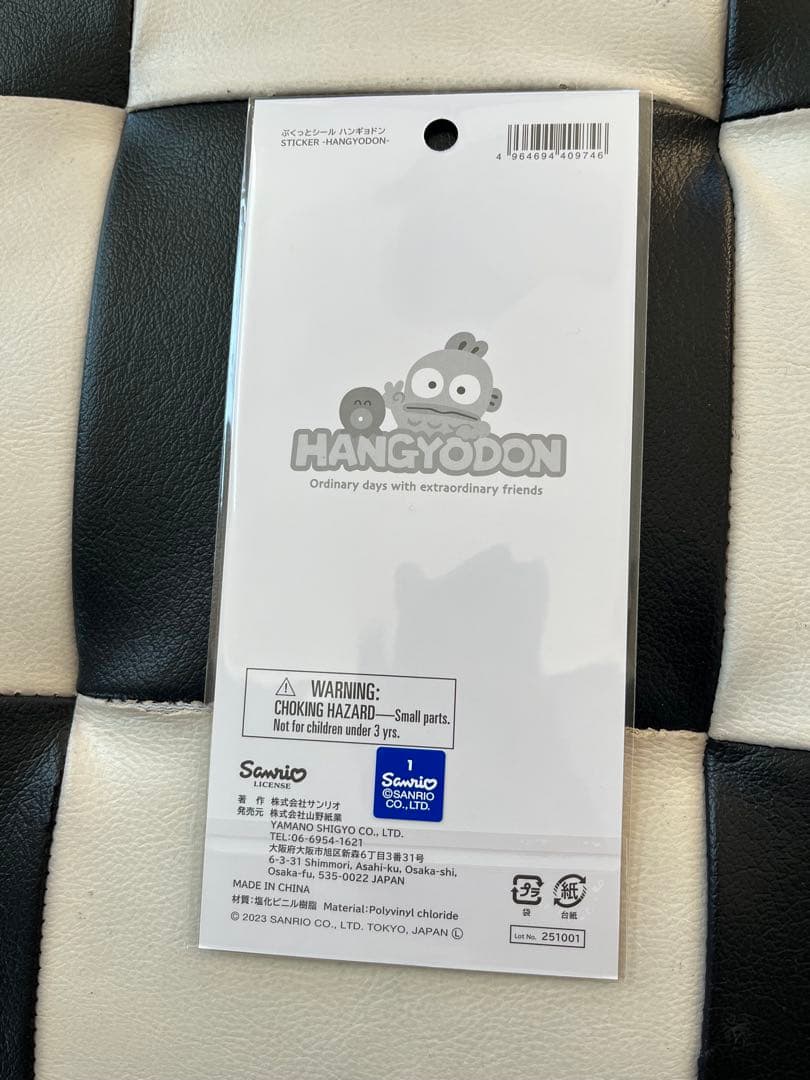 ぷくっとシール ハンギョドン
STICKER -HANGYODON-
4 964694 409746
HANGYODON
Ordinary days with extraordinary friends
WARNING:
CHOKING HAZARD—Small parts.
Not for children under 3 yrs.
Sanrio
LICENSE
1
Sanrio
©SANRIO
CO.,LTD.
著 作 株式会社サンリオ
発売元 株式会社山野紙業
YAMANO SHIGYO CO., LTD.
TEL:06-6954-1621
大阪府大阪市旭区新森6丁目3番31号
6-3-31 Shinmori, Asahi-ku, Osaka-shi,
Osaka-fu, 535-0022 JAPAN
MADE IN CHINA
材質:塩化ビニル樹脂 Material:Polyvinyl chloride
© 2023 SANRIO CO., LTD. TOKYO, JAPAN Ⓛ
プラ
袋
紙
台紙
Lot No. 251001